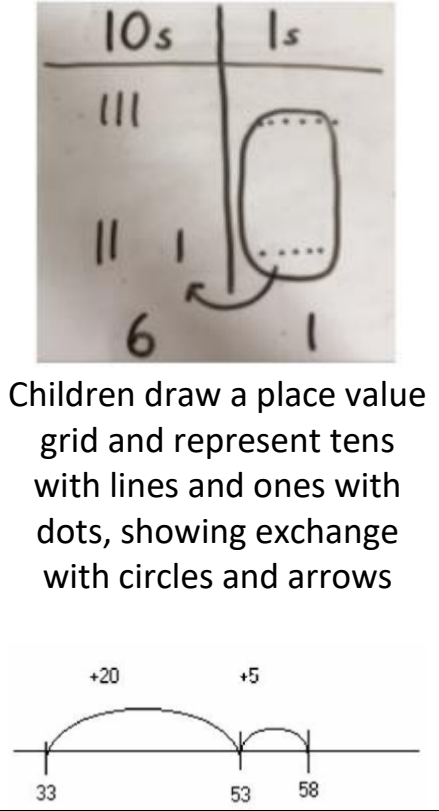 10s 1s
6 1
Children draw a place value
grid and represent tens
with lines and ones with
dots, showing exchange
with circles and arrows
+20 +5
33 53 58